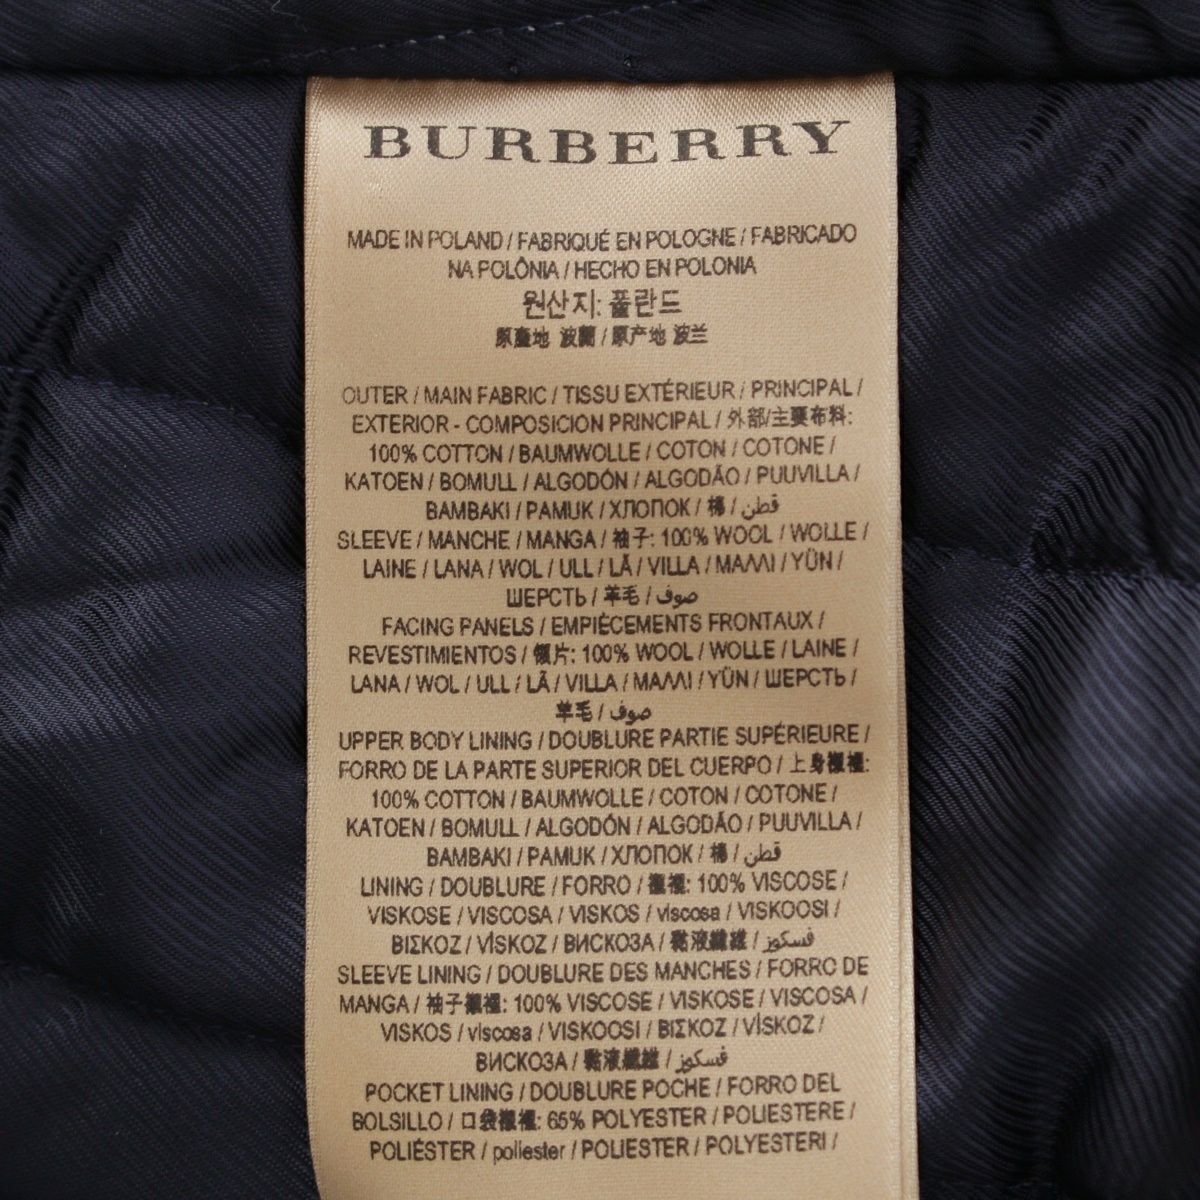 BURBERRY
MADE IN POLAND / FABRIQUÉ EN POLOGNE / FABRICADO
NA POLÔNIA / HECHO EN POLONIA
원산지: 폴란드
原產地 波蘭 / 原产地 波兰
OUTER / MAIN FABRIC / TISSU EXTÉRIEUR / PRINCIPAL /
EXTERIOR - COMPOSICION PRINCIPAL / 外部/主要布料:
100% COTTON / BAUMWOLLE / COTON / COTONE /
KATOEN / BOMULL / ALGODÓN / ALGODÃO / PUUVILLA /
BAMBAKI / PAMUK / ХЛОПОК / 棉 / قطن
SLEEVE / MANCHE / MANGA / 袖子: 100% WOOL / WOLLE /
LAINE / LANA / WOL / ULL / LÃ / VILLA / ΜΑΛΛΙ / YÜN /
ШЕРСТЬ / 羊毛 / صوف
FACING PANELS / EMPIÈCEMENTS FRONTAUX /
REVESTIMIENTOS / 领片: 100% WOOL / WOLLE / LAINE /
LANA / WOL / ULL / LÃ / VILLA / ΜΑΛΛΙ / YÜN / ШЕРСТЬ /
羊毛 / صوف
UPPER BODY LINING / DOUBLURE PARTIE SUPÉRIEURE /
FORRO DE LA PARTE SUPERIOR DEL CUERPO / 上身襯裡:
100% COTTON / BAUMWOLLE / COTON / COTONE /
KATOEN / BOMULL / ALGODÓN / ALGODÃO / PUUVILLA /
BAMBAKI / PAMUK / ХЛОПОК / 棉 / قطن
LINING / DOUBLURE / FORRO / 襯裡: 100% VISCOSE /
VISKOSE / VISCOSA / VISKOS / viscosa / VISKOOSI /
ΒΙΣΚΟΖ / VİSKOZ / ВИСКОЗА / 黏液纖維 / فسكوز
SLEEVE LINING / DOUBLURE DES MANCHES / FORRO DE
MANGA / 袖子襯裡: 100% VISCOSE / VISKOSE / VISCOSA /
VISKOS / viscosa / VISKOOSI / ΒΙΣΚΟΖ / VİSKOZ /
ВИСКОЗА / 黏液纖維 / فسكوز
POCKET LINING / DOUBLURE POCHE / FORRO DEL
BOLSILLO / 口袋襯裡: 65% POLYESTER / POLIESTERE /
POLIÉSTER / poliester / POLIESTER / POLYESTERI /